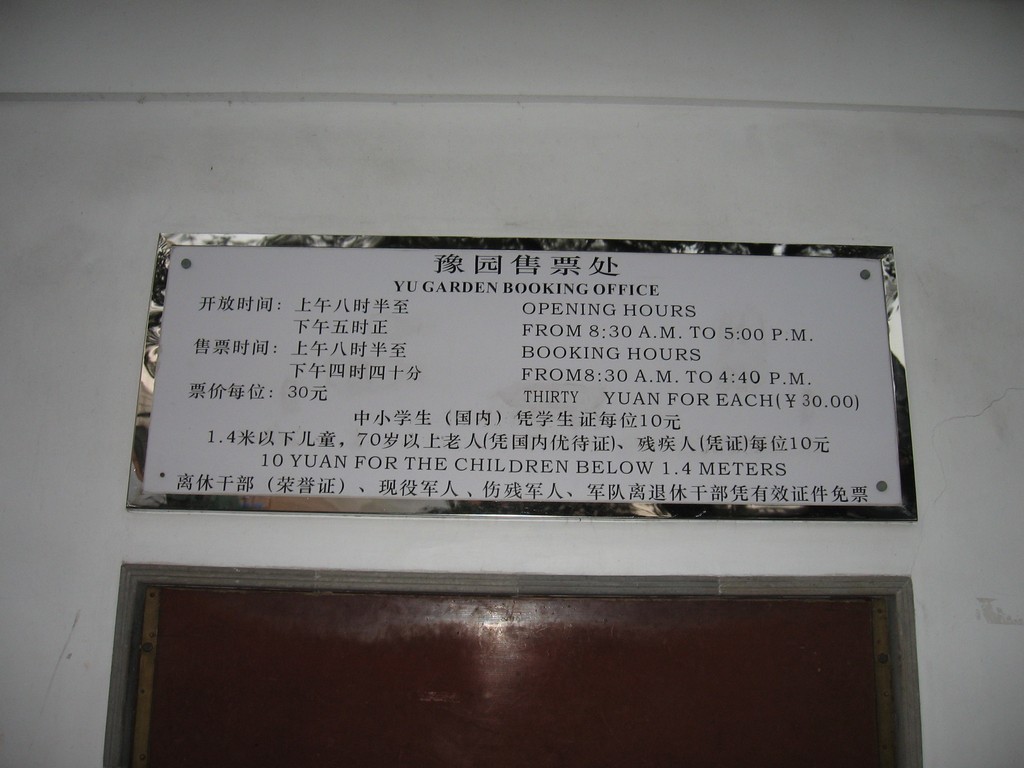 豫园售票处
YU GARDEN BOOKING OFFICE
开放时间：上午八时半至
下午五时正
OPENING HOURS
FROM 8:30 A.M. TO 5:00 P.M.
售票时间：上午八时半至
下午四时四十分
BOOKING HOURS
FROM8:30 A.M. TO 4:40 P.M.
票价每位：30元
THIRTY YUAN FOR EACH(￥30.00)
中小学生（国内）凭学生证每位10元
1.4米以下儿童，70岁以上老人(凭国内优待证)、残疾人(凭证)每位10元
10 YUAN FOR THE CHILDREN BELOW 1.4 METERS
离休干部（荣誉证）、现役军人、伤残军人、军队离退休干部凭有效证件免票